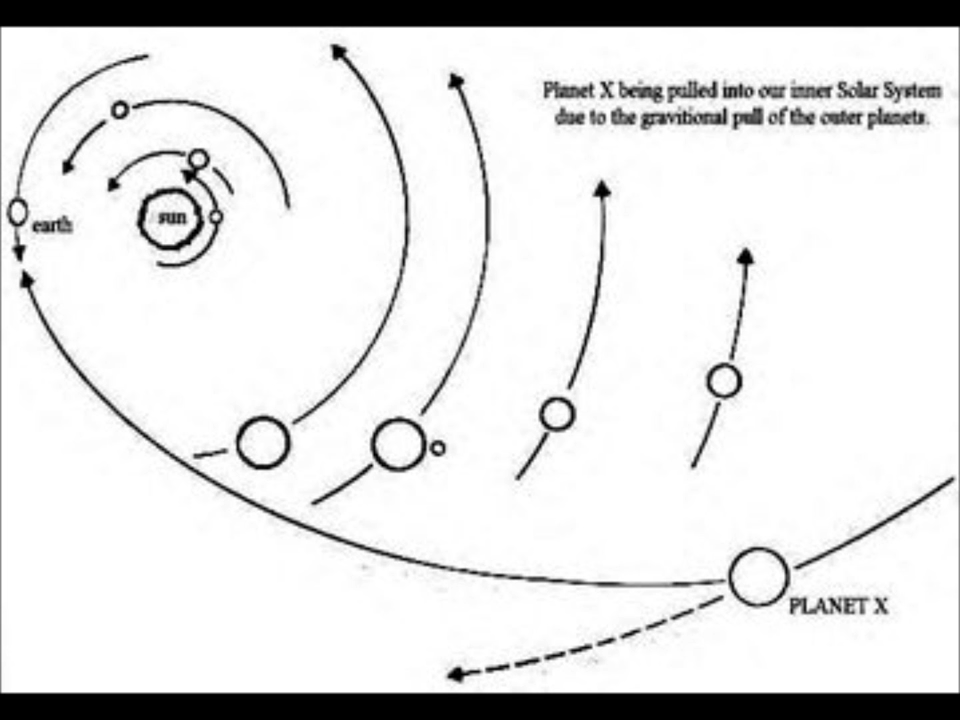 Planet X being pulled into our inner Solar System
due to the gravitional pull of the outer planets.
sun
earth
PLANET X